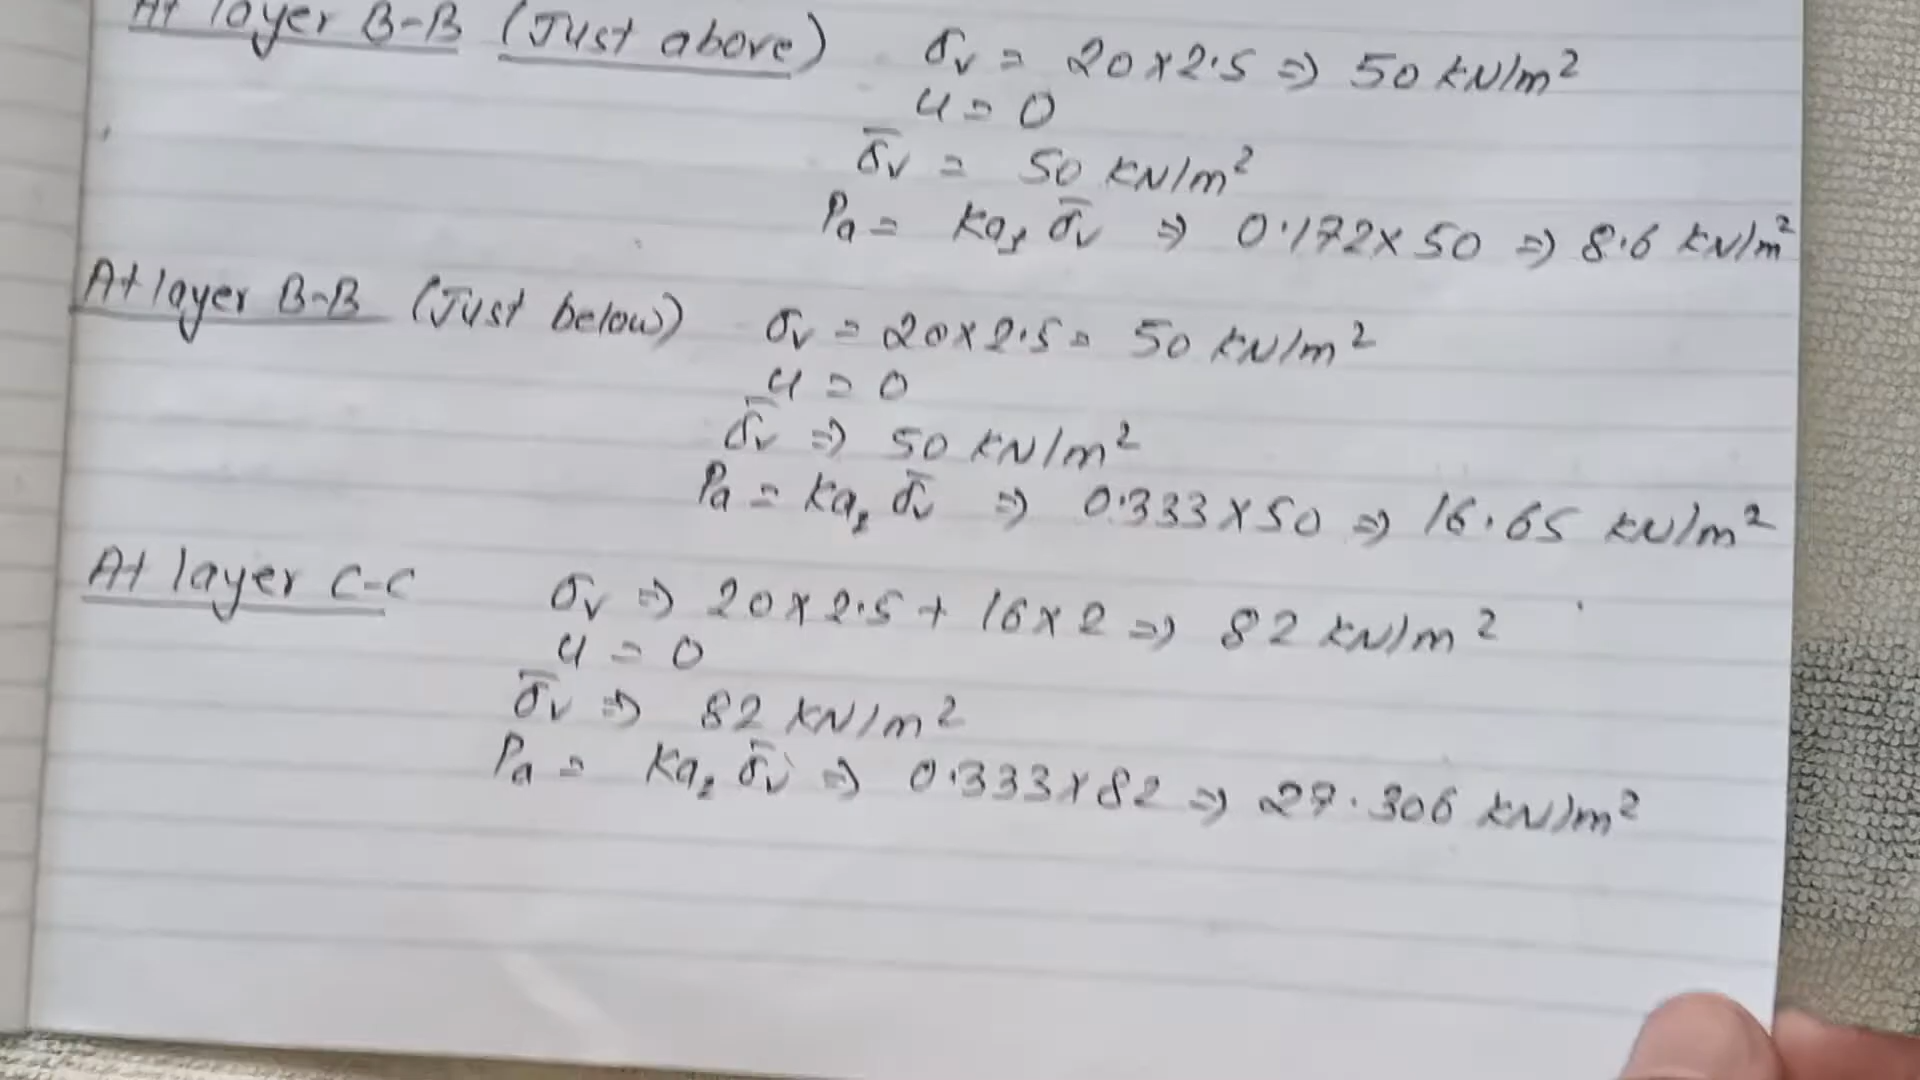 At layer B-B (Just above) σv = 20×2.5 ⇒ 50 kN/m²
u = 0
σ̄v = 50 kN/m²
Pa = ka₁ σ̄v ⇒ 0.172×50 ⇒ 8.6 kN/m²
At layer B-B (Just below) σv = 20×2.5 = 50 kN/m²
u = 0
σ̄v ⇒ 50 kN/m²
Pa = ka₂ σ̄v ⇒ 0.333×50 ⇒ 16.65 kN/m²
At layer C-C σv ⇒ 20×2.5 + 16×2 ⇒ 82 kN/m²
u = 0
σ̄v ⇒ 82 kN/m²
Pa = ka₂ σ̄v ⇒ 0.333×82 ⇒ 27.306 kN/m²